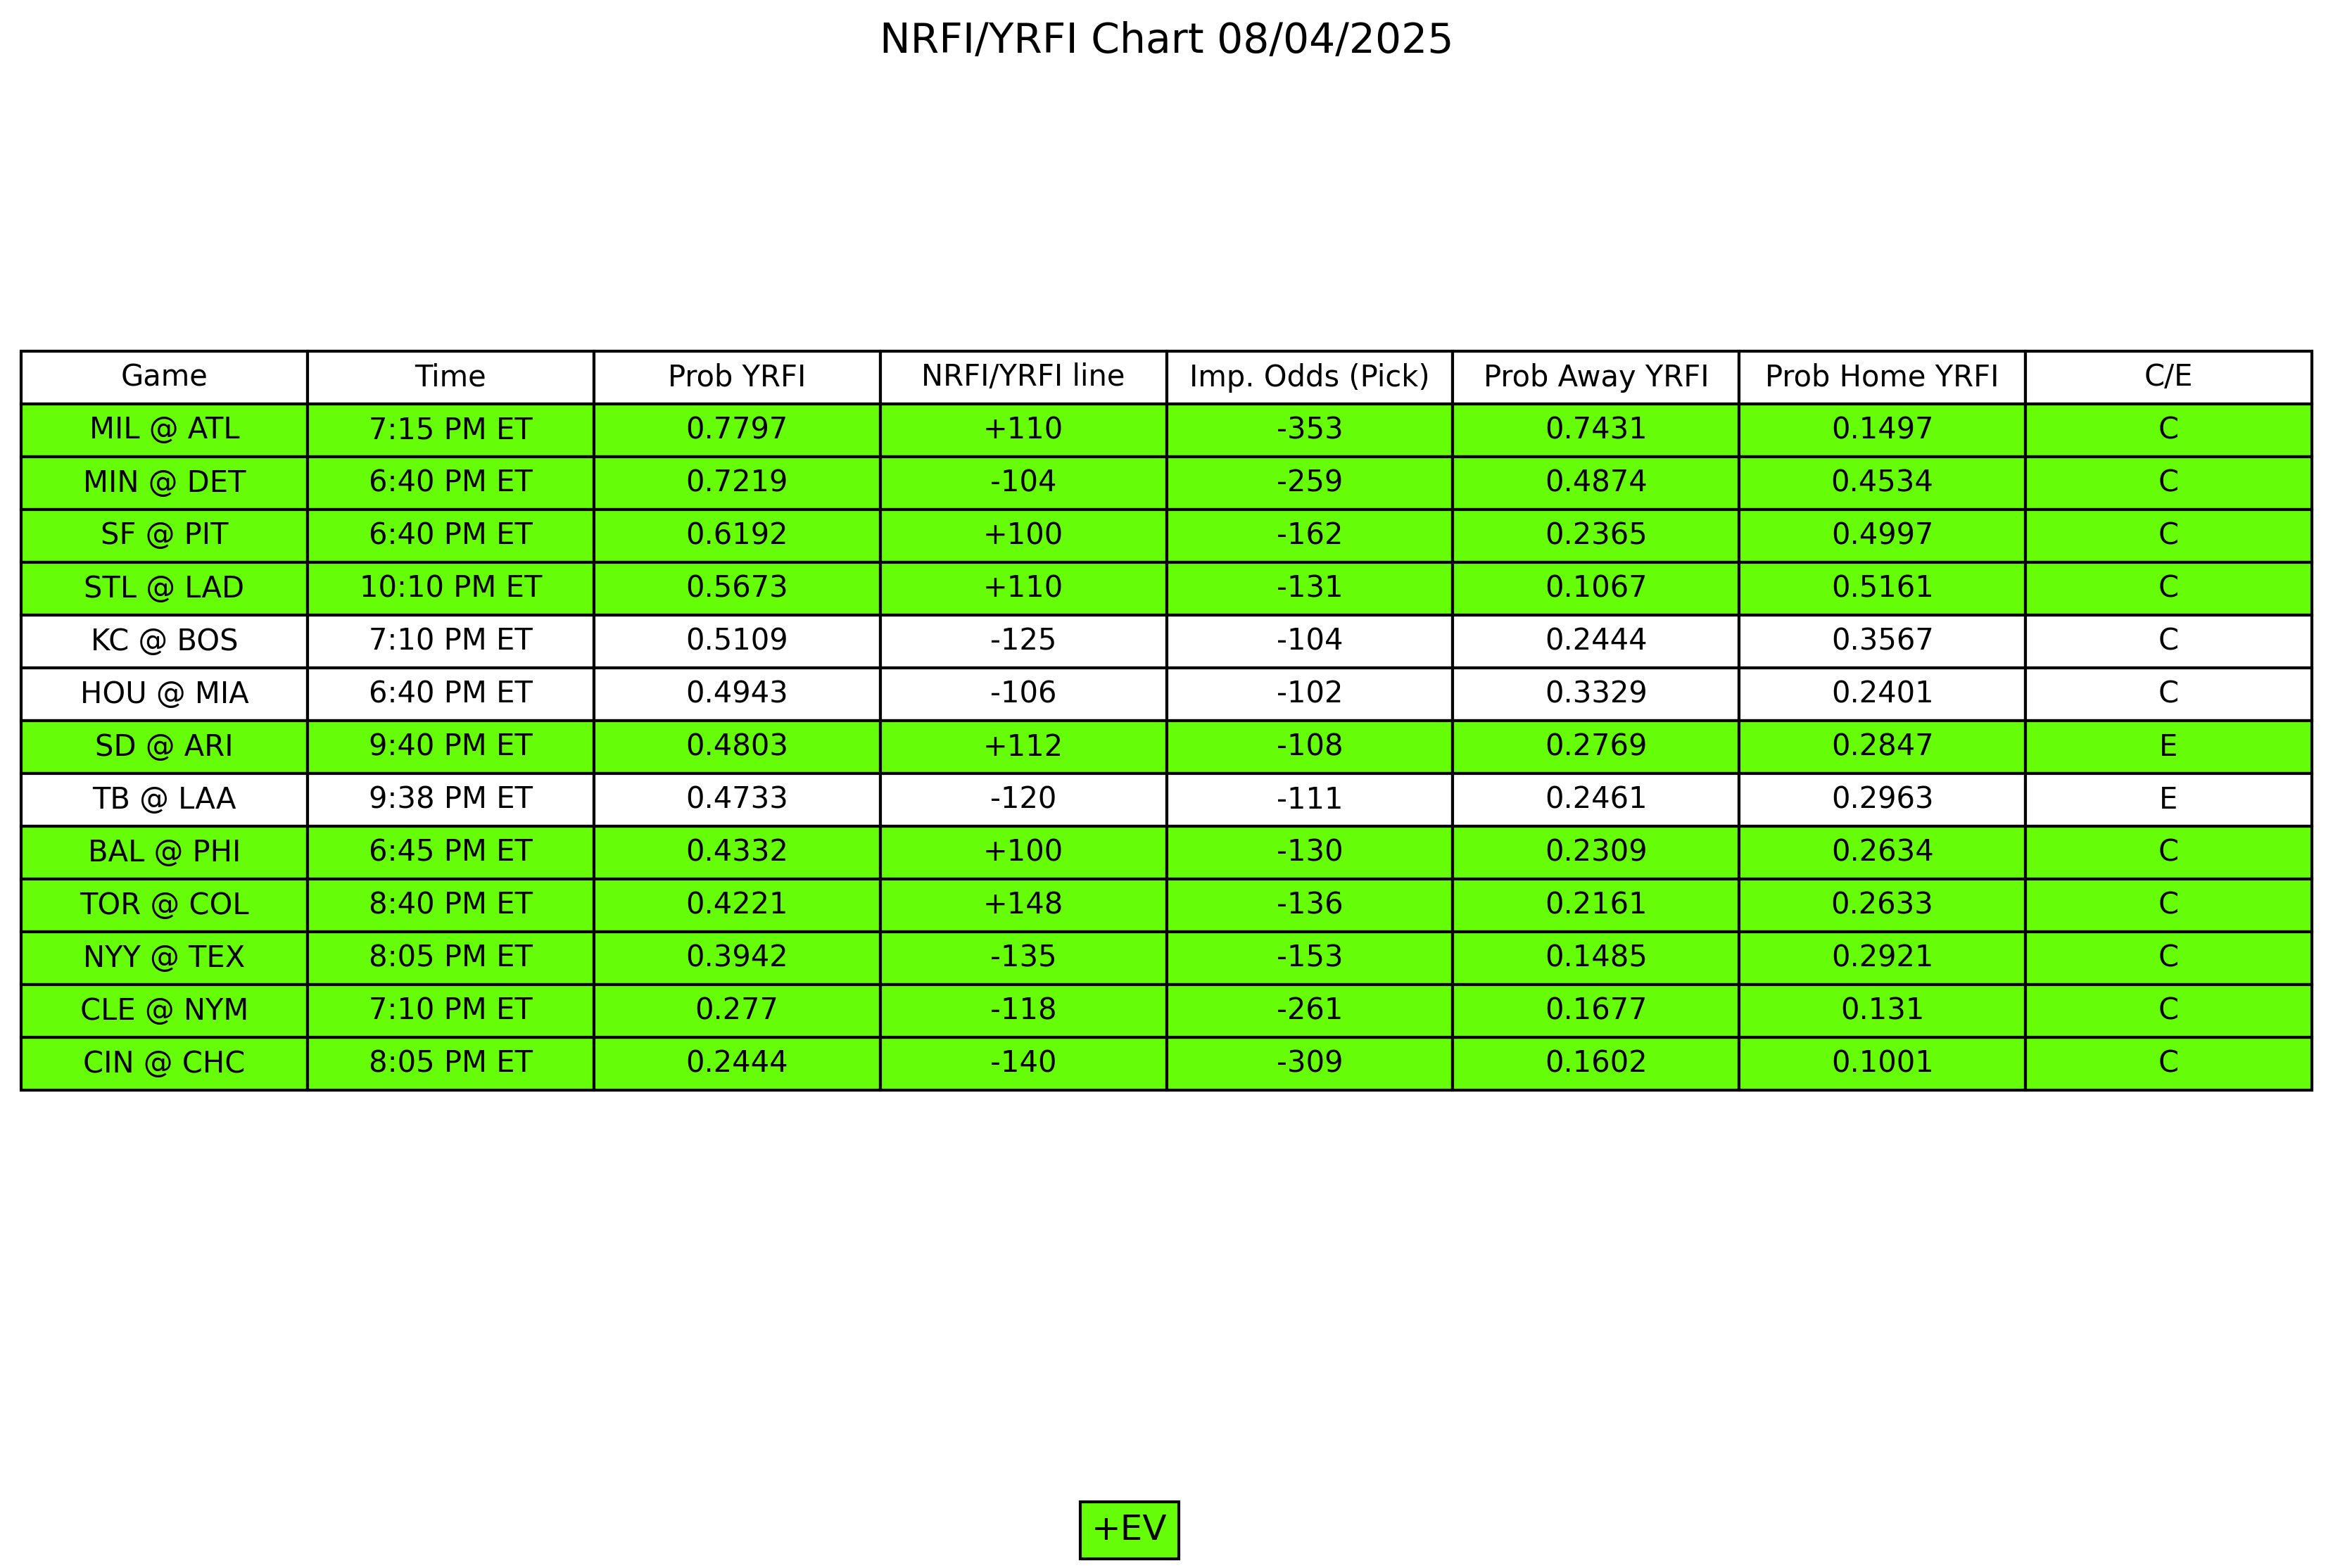 NRFI/YRFI Chart 08/04/2025
Game Time Prob YRFI NRFI/YRFI line Imp. Odds (Pick) Prob Away YRFI Prob Home YRFI C/E
MIL @ ATL 7:15 PM ET 0.7797 +110 -353 0.7431 0.1497 C
MIN @ DET 6:40 PM ET 0.7219 -104 -259 0.4874 0.4534 C
SF @ PIT 6:40 PM ET 0.6192 +100 -162 0.2365 0.4997 C
STL @ LAD 10:10 PM ET 0.5673 +110 -131 0.1067 0.5161 C
KC @ BOS 7:10 PM ET 0.5109 -125 -104 0.2444 0.3567 C
HOU @ MIA 6:40 PM ET 0.4943 -106 -102 0.3329 0.2401 C
SD @ ARI 9:40 PM ET 0.4803 +112 -108 0.2769 0.2847 E
TB @ LAA 9:38 PM ET 0.4733 -120 -111 0.2461 0.2963 E
BAL @ PHI 6:45 PM ET 0.4332 +100 -130 0.2309 0.2634 C
TOR @ COL 8:40 PM ET 0.4221 +148 -136 0.2161 0.2633 C
NYY @ TEX 8:05 PM ET 0.3942 -135 -153 0.1485 0.2921 C
CLE @ NYM 7:10 PM ET 0.277 -118 -261 0.1677 0.131 C
CIN @ CHC 8:05 PM ET 0.2444 -140 -309 0.1602 0.1001 C
+EV